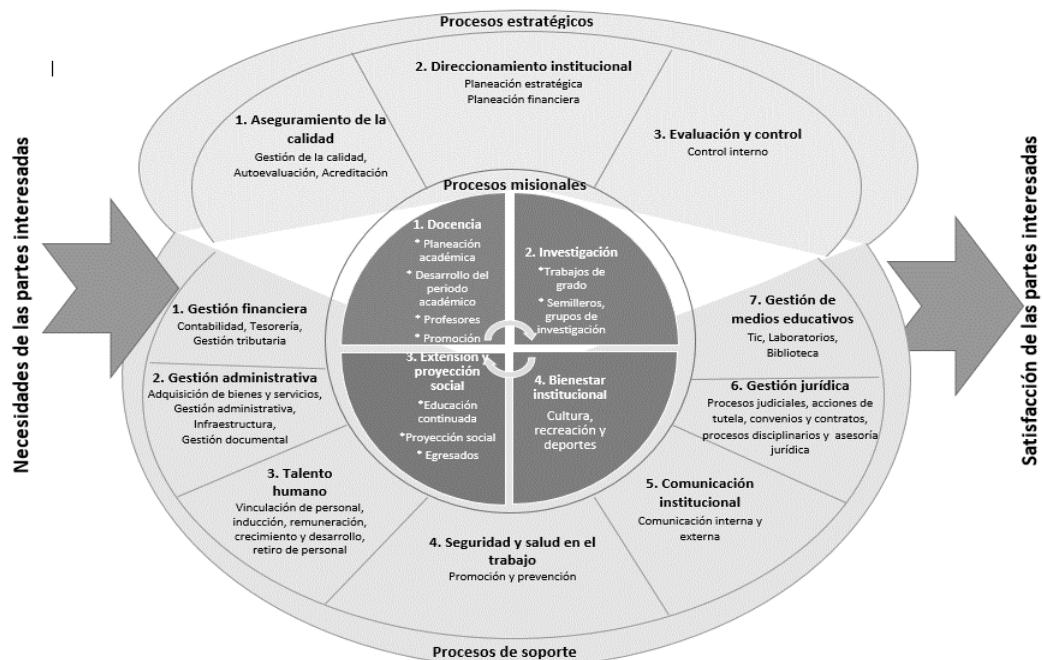 Procesos estratégicos
2. Direccionamiento institucional
Planeación estratégica
Planeación financiera
1. Aseguramiento de la
calidad
Gestión de la calidad,
Autoevaluación, Acreditación
3. Evaluación y control
Control interno
Necesidades de las partes interesadas
Procesos misionales
1. Docencia
* Planeación
académica
* Desarrollo del
periodo
académico
* Profesores
* Promoción
2. Investigación
*Trabajos de
grado
* Semilleros,
grupos de
investigación
3. Extensión y
proyección
social
*Educación
continuada
*Proyección social
* Egresados
4. Bienestar
institucional
Cultura,
recreación y
deportes
1. Gestión financiera
Contabilidad, Tesorería,
Gestión tributaria
2. Gestión administrativa
Adquisición de bienes y servicios,
Gestión administrativa,
Infraestructura,
Gestión documental
3. Talento
humano
Vinculación de personal,
inducción, remuneración,
crecimiento y desarrollo,
retiro de personal
4. Seguridad y salud en el
trabajo
Promoción y prevención
5. Comunicación
institucional
Comunicación interna y
externa
6. Gestión jurídica
Procesos judiciales, acciones de
tutela, convenios y contratos,
procesos disciplinarios y asesoría
jurídica
7. Gestión de
medios educativos
Tic, Laboratorios,
Biblioteca
Satisfacción de las partes interesadas
Procesos de soporte